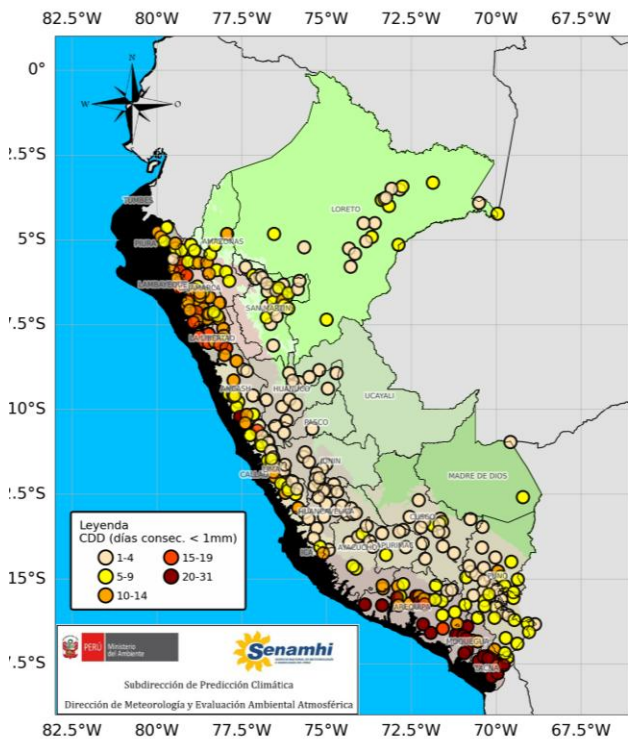 82.5°W 80°W 77.5°W 75°W 72.5°W 70°W 67.5°W
0°
2.5°S
5°S
7.5°S
10°S
12.5°S
15°S
17.5°S
N
W O
S
TUMBES
LORETO
PIURA
AMAZONAS
LAMBAYEQUE
CAJAMARCA
SAN MARTIN
LA LIBERTAD
ANCASH
HUANUCO
UCAYALI
PASCO
JUNIN
MADRE DE DIOS
LIMA
CALLAO
HUANCAVELICA
CUSCO
ICA
AYACUCHO
APURIMAC
PUNO
AREQUIPA
MOQUEGUA
TACNA
Leyenda
CDD (días consec. < 1mm)
1-4 15-19
5-9 20-31
10-14
PERÚ
Ministerio
del Ambiente
Senamhi
Subdirección de Predicción Climática
Dirección de Meteorología y Evaluación Ambiental Atmosférica
82.5°W 80°W 77.5°W 75°W 72.5°W 70°W 67.5°W